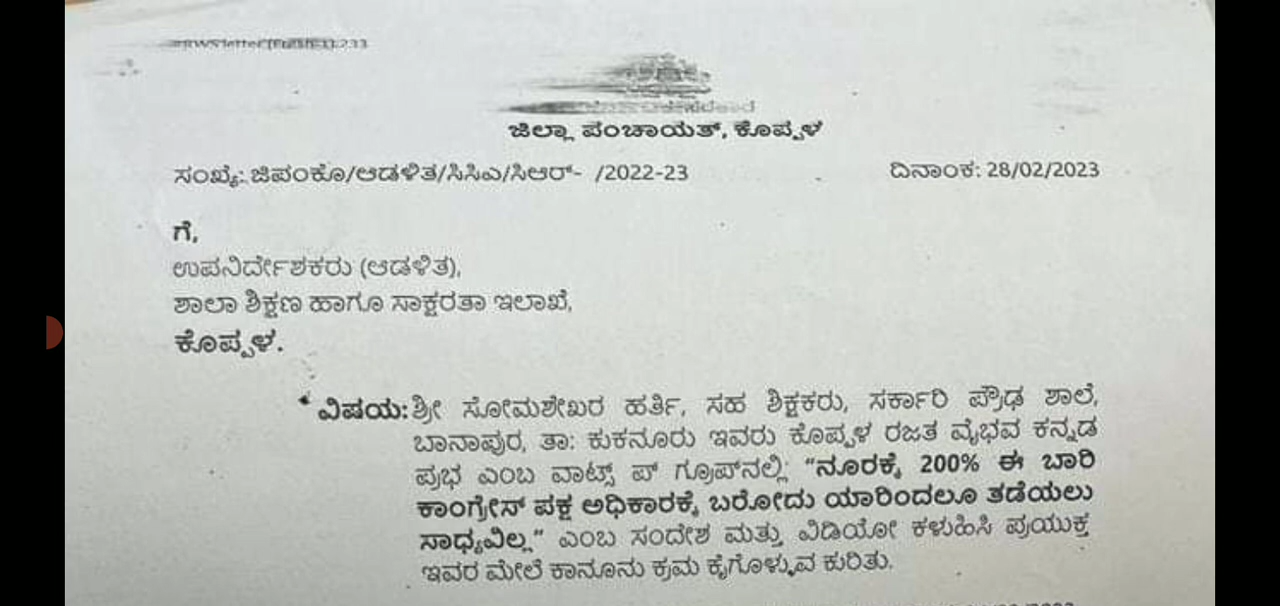 ಜಿಲ್ಲಾ ಪಂಚಾಯತ್, ಕೊಪ್ಪಳ
ಸಂಖ್ಯೆ: ಜಿಪಂಕೊ/ಆಡಳಿತ/ಸಿಸಿಎ/ಸಿಆರ್- /2022-23 ದಿನಾಂಕ: 28/02/2023
ಗೆ,
ಉಪನಿರ್ದೇಶಕರು (ಆಡಳಿತ),
ಶಾಲಾ ಶಿಕ್ಷಣ ಹಾಗೂ ಸಾಕ್ಷರತಾ ಇಲಾಖೆ,
ಕೊಪ್ಪಳ.
ವಿಷಯ: ಶ್ರೀ ಸೋಮಶೇಖರ ಹರ್ತಿ, ಸಹ ಶಿಕ್ಷಕರು, ಸರ್ಕಾರಿ ಪ್ರೌಢ ಶಾಲೆ,
ಬಾನಾಪುರ, ತಾ: ಕುಕನೂರು ಇವರು ಕೊಪ್ಪಳ ರಜತ ವೈಭವ ಕನ್ನಡ
ಪ್ರಭ ಎಂಬ ವಾಟ್ಸ್ ಪ್ ಗ್ರೂಪ್‌ನಲ್ಲಿ; "ನೂರಕ್ಕೆ 200% ಈ ಬಾರಿ
ಕಾಂಗ್ರೇಸ್ ಪಕ್ಷ ಅಧಿಕಾರಕ್ಕೆ ಬರೋದು ಯಾರಿಂದಲೂ ತಡೆಯಲು
ಸಾಧ್ಯವಿಲ್ಲ" ಎಂಬ ಸಂದೇಶ ಮತ್ತು ವಿಡಿಯೋ ಕಳುಹಿಸಿ ಪ್ರಯುಕ್ತ
ಇವರ ಮೇಲೆ ಕಾನೂನು ಕ್ರಮ ಕೈಗೊಳ್ಳುವ ಕುರಿತು.